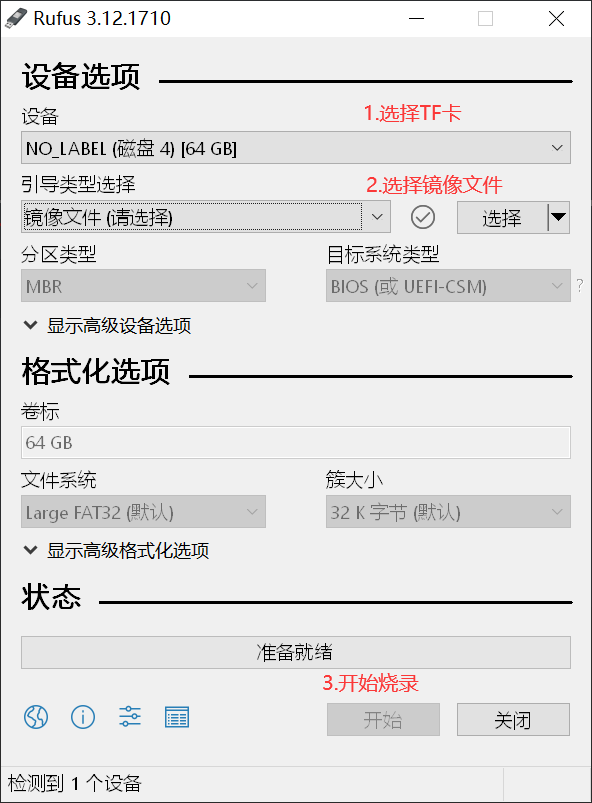 Rufus 3.12.1710
设备选项
设备
1.选择TF卡
NO_LABEL (磁盘 4) [64 GB]
引导类型选择
2.选择镜像文件
镜像文件 (请选择)
选择
分区类型
目标系统类型
MBR
BIOS (或 UEFI-CSM)
?
显示高级设备选项
格式化选项
卷标
64 GB
文件系统
簇大小
Large FAT32 (默认)
32 K 字节 (默认)
显示高级格式化选项
状态
准备就绪
3.开始烧录
开始
关闭
检测到 1 个设备